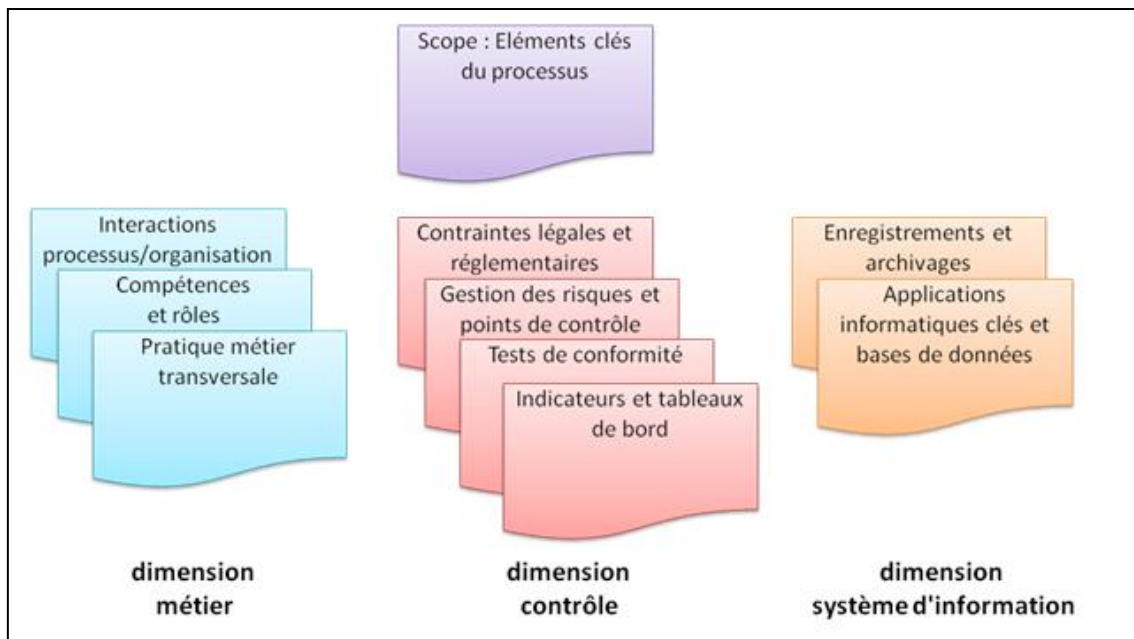 Scope : Eléments clés
du processus
Interactions
processus/organisation
Compétences
et rôles
Pratique métier
transversale
Contraintes légales et
réglementaires
Gestion des risques et
points de contrôle
Tests de conformité
Indicateurs et tableaux
de bord
Enregistrements et
archivages
Applications
informatiques clés et
bases de données
dimension
métier
dimension
contrôle
dimension
système d'information